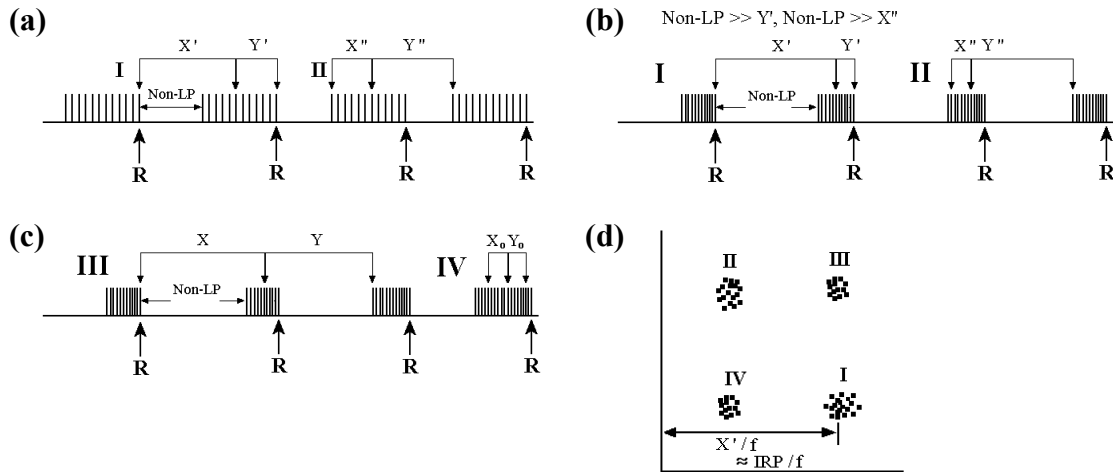 (a)
X' Y' X" Y"
I II
Non-LP
R R R R
(b)
Non-LP >> Y', Non-LP >> X"
X' Y' X" Y"
I II
Non-LP
R R R R
(c)
X Y X₀ Y₀
III IV
Non-LP
R R R R
(d)
II III
IV I
X'/f
≈ IRP/f